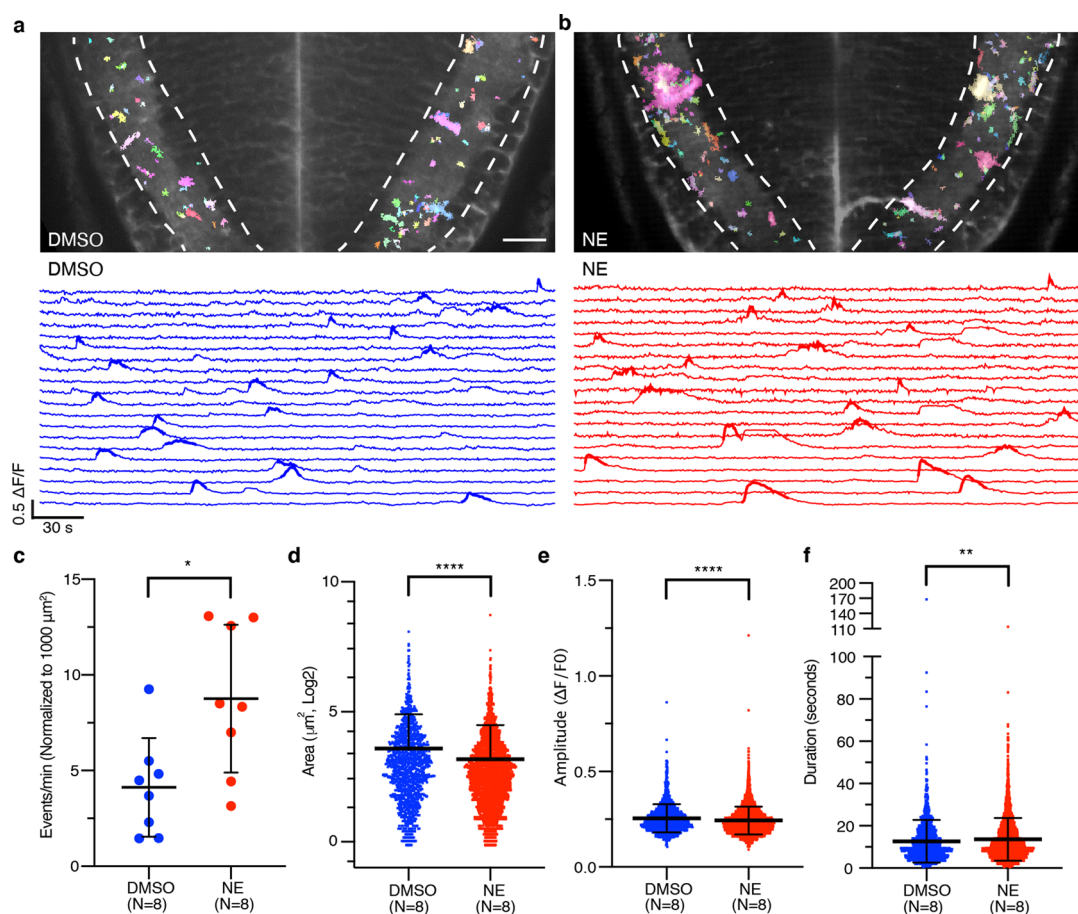 a
b
DMSO
NE
DMSO
NE
0.5 ΔF/F
30 s
c
d
e
f
*
****
****
**
Events/min (Normalized to 1000 µm²)
15
10
5
0
DMSO
(N=8)
NE
(N=8)
Area (µm², Log2)
10
5
0
DMSO
(N=8)
NE
(N=8)
Amplitude (ΔF/F0)
1.5
1.0
0.5
0.0
DMSO
(N=8)
NE
(N=8)
Duration (seconds)
200
170
140
110
100
80
60
40
20
0
DMSO
(N=8)
NE
(N=8)